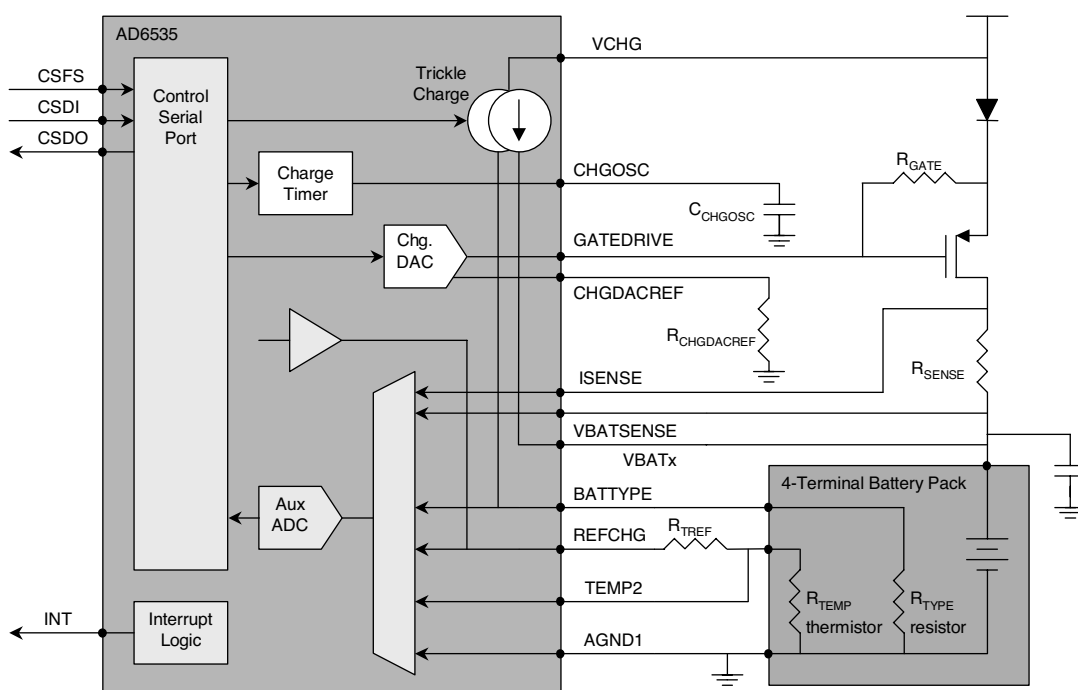 AD6535
VCHG
CSFS
CSDI
CSDO
Control
Serial
Port
Trickle
Charge
Charge
Timer
CHGOSC
C_CHGOSC
R_GATE
Chg.
DAC
GATEDRIVE
CHGDACREF
R_CHGDACREF
R_SENSE
ISENSE
VBATSENSE
VBATx
4-Terminal Battery Pack
BATTYPE
Aux
ADC
REFCHG
R_TREF
TEMP2
R_TEMP
thermistor
R_TYPE
resistor
INT
Interrupt
Logic
AGND1